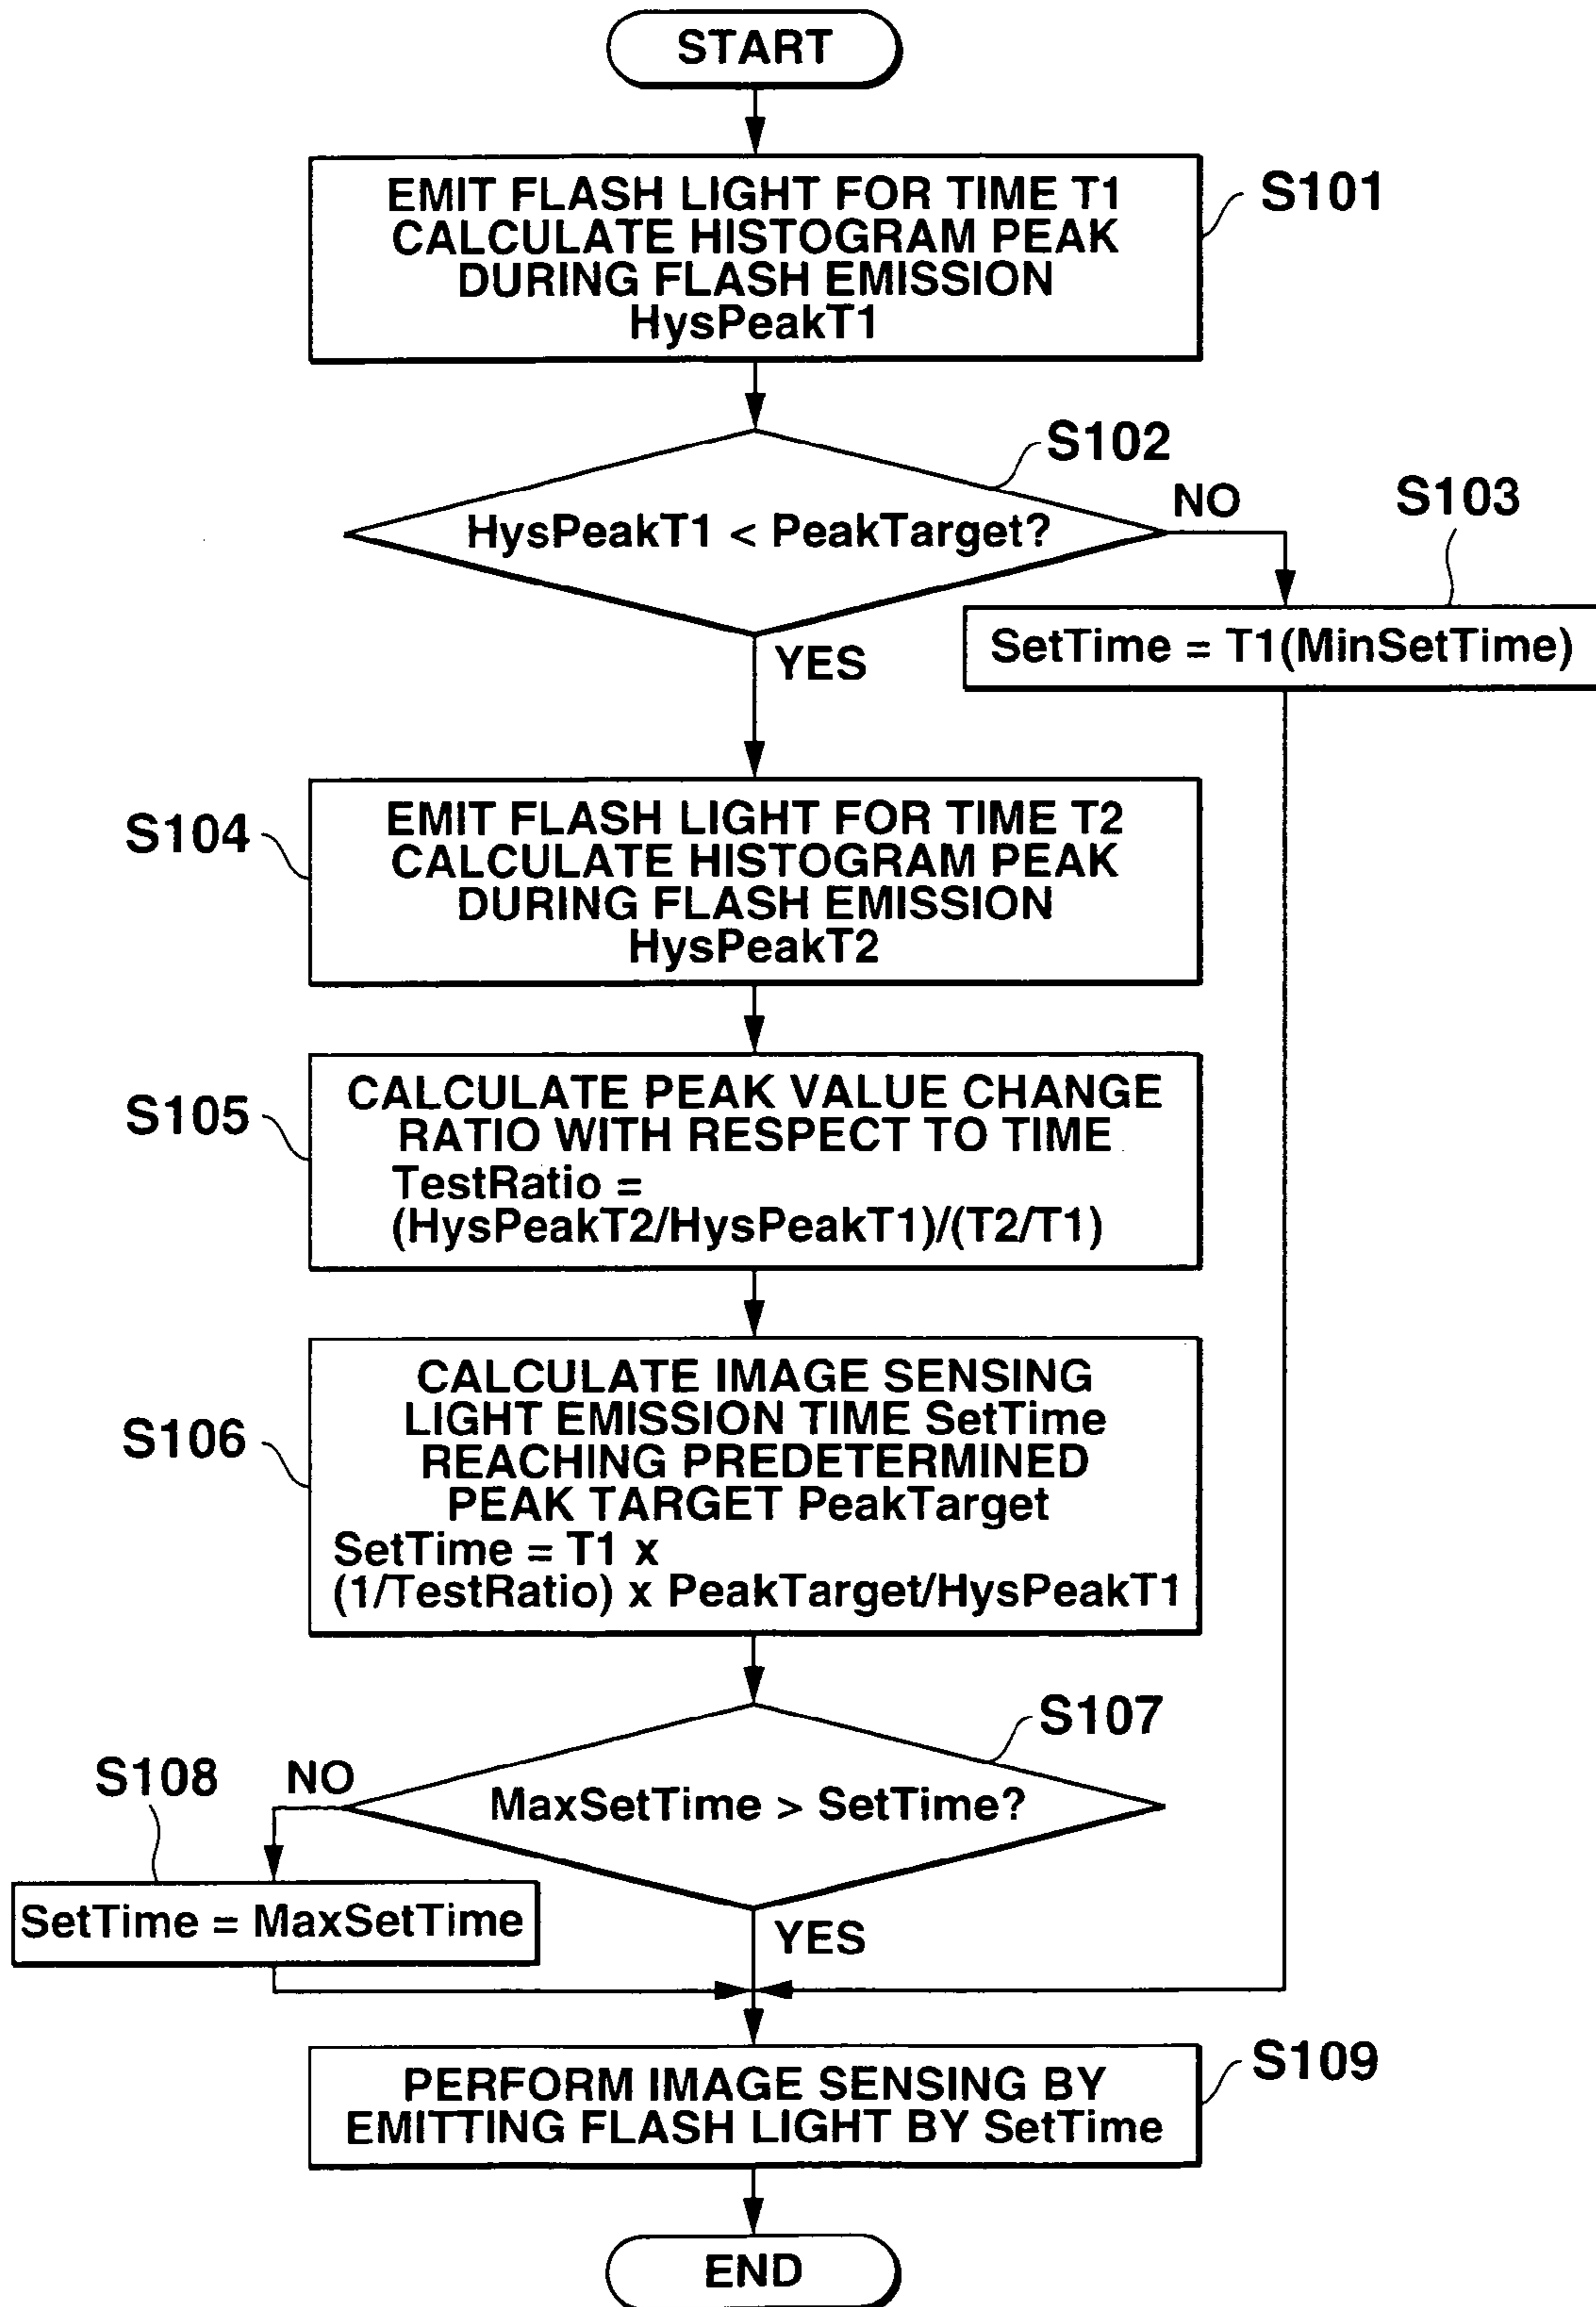 START
EMIT FLASH LIGHT FOR TIME T1
CALCULATE HISTOGRAM PEAK
DURING FLASH EMISSION
HysPeakT1
S101
S102
HysPeakT1 < PeakTarget?
NO
YES
S103
SetTime = T1(MinSetTime)
S104
EMIT FLASH LIGHT FOR TIME T2
CALCULATE HISTOGRAM PEAK
DURING FLASH EMISSION
HysPeakT2
S105
CALCULATE PEAK VALUE CHANGE
RATIO WITH RESPECT TO TIME
TestRatio =
(HysPeakT2/HysPeakT1)/(T2/T1)
S106
CALCULATE IMAGE SENSING
LIGHT EMISSION TIME SetTime
REACHING PREDETERMINED
PEAK TARGET PeakTarget
SetTime = T1 x
(1/TestRatio) x PeakTarget/HysPeakT1
S107
MaxSetTime > SetTime?
NO
S108
SetTime = MaxSetTime
YES
S109
PERFORM IMAGE SENSING BY
EMITTING FLASH LIGHT BY SetTime
END